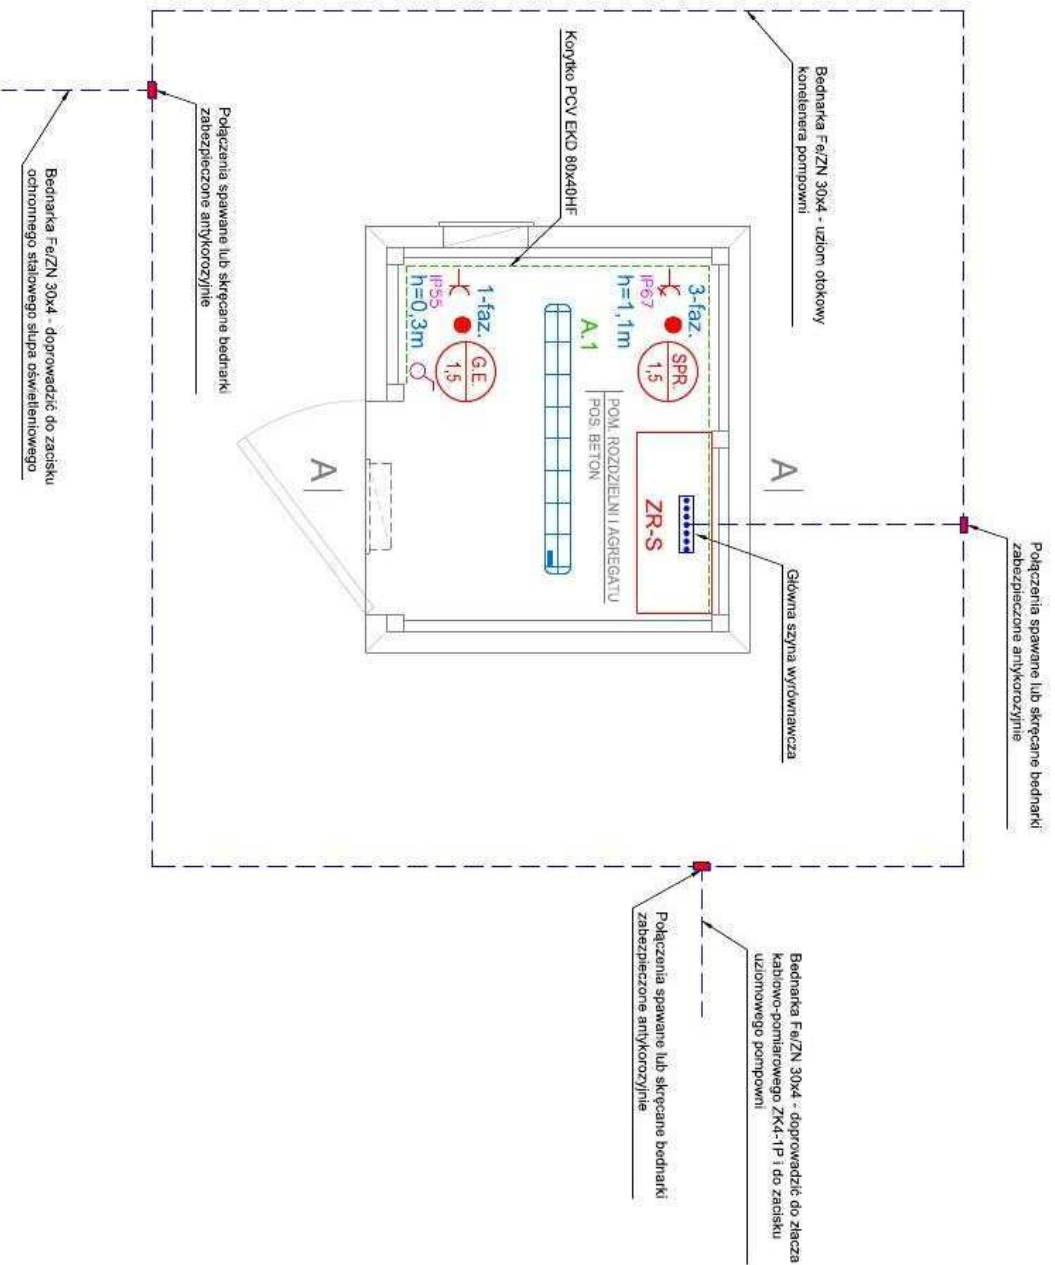 Bednarka Fe/ZN 30x4 - uziom otokowy
konetenera pompowni
Korytko PCV EKD 80x40HF
Połączenia spawane lub skręcane bednarki
zabezpieczone antykorozyjnie
Bednarka Fe/ZN 30x4 - doprowadzić do zacisku
ochronnego stalowego słupa oświetleniowego
3-faz.
IP67
h=1,1m
SPR.
1,5
A.1
1-faz.
IP55
h=0,3m
G.E.
1,5
POM. ROZDZIELNI I AGREGATU
POS. BETON
ZR-S
A
A
Główna szyna wyrównawcza
Połączenia spawane lub skręcane bednarki
zabezpieczone antykorozyjnie
Bednarka Fe/ZN 30x4 - doprowadzić do złacza
kablowo-pomiarowego ZK4-1P i do zacisku
uziomowego pompowni
Połączenia spawane lub skręcane bednarki
zabezpieczone antykorozyjnie